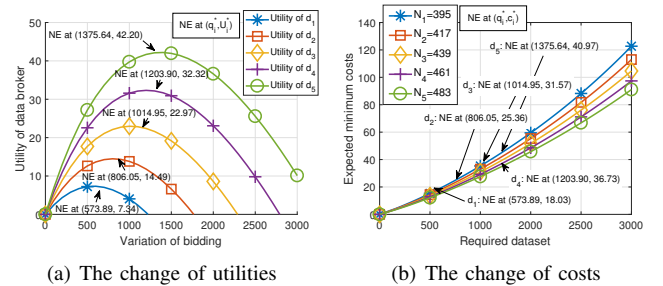 NE at (q_i^*,U_i^*)
Utility of d_1
Utility of d_2
Utility of d_3
Utility of d_4
Utility of d_5
NE at (1375.64, 42.20)
(1203.90, 32.32)
NE at (1014.95, 22.97)
NE at (806.05, 14.49)
NE at (573.89, 7.34)
50
40
30
20
10
0
0 500 1000 1500 2000 2500 3000
Utility of data broker
Variation of bidding
(a) The change of utilities
N_1=395
N_2=417
N_3=439
N_4=461
N_5=483
NE at (q_i^*,c_i^*)
d_5: NE at (1375.64, 40.97)
d_3: NE at (1014.95, 31.57)
d_2: NE at (806.05, 25.36)
d_4: NE at (1203.90, 36.73)
d_1: NE at (573.89, 18.03)
140
120
100
80
60
40
20
0
0 500 1000 1500 2000 2500 3000
Expected minimum costs
Required dataset
(b) The change of costs